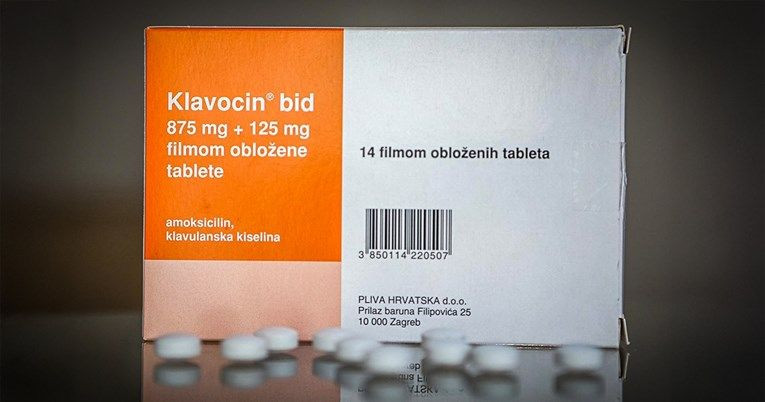 Klavocin® bid
875 mg + 125 mg
filmom obložene
tablete
amoksicilin,
klavulanska kiselina
14 filmom obloženih tableta
3 850114 220507
PLIVA HRVATSKA d.o.o.
Prilaz baruna Filipovića 25
10 000 Zagreb